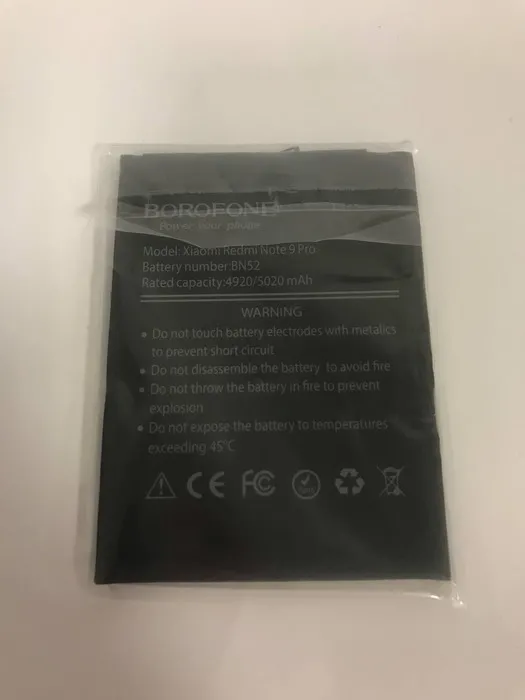 BOROFONE
Power your phone
Model: Xiaomi Redmi Note 9 Pro
Battery number:BN52
Rated capacity:4920/5020 mAh
WARNING
• Do not touch battery electrodes with metalics
to prevent short circuit
• Do not disassemble the battery to avoid fire
• Do not throw the battery in fire to prevent
explosion
• Do not expose the battery to temperatures
exceeding 45°C
CE FC